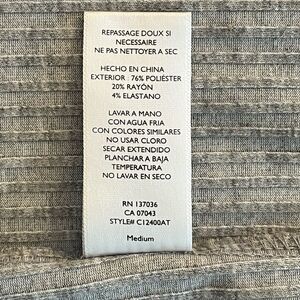 REPASSAGE DOUX SI
NECESSAIRE
NE PAS NETTOYER A SEC
HECHO EN CHINA
EXTERIOR : 76% POLIÉSTER
20% RAYÓN
4% ELASTANO
LAVAR A MANO
CON AGUA FRIA
CON COLORES SIMILARES
NO USAR CLORO
SECAR EXTENDIDO
PLANCHAR A BAJA
TEMPERATURA
NO LAVAR EN SECO
RN 137036
CA 07043
STYLE# C12400AT
Medium